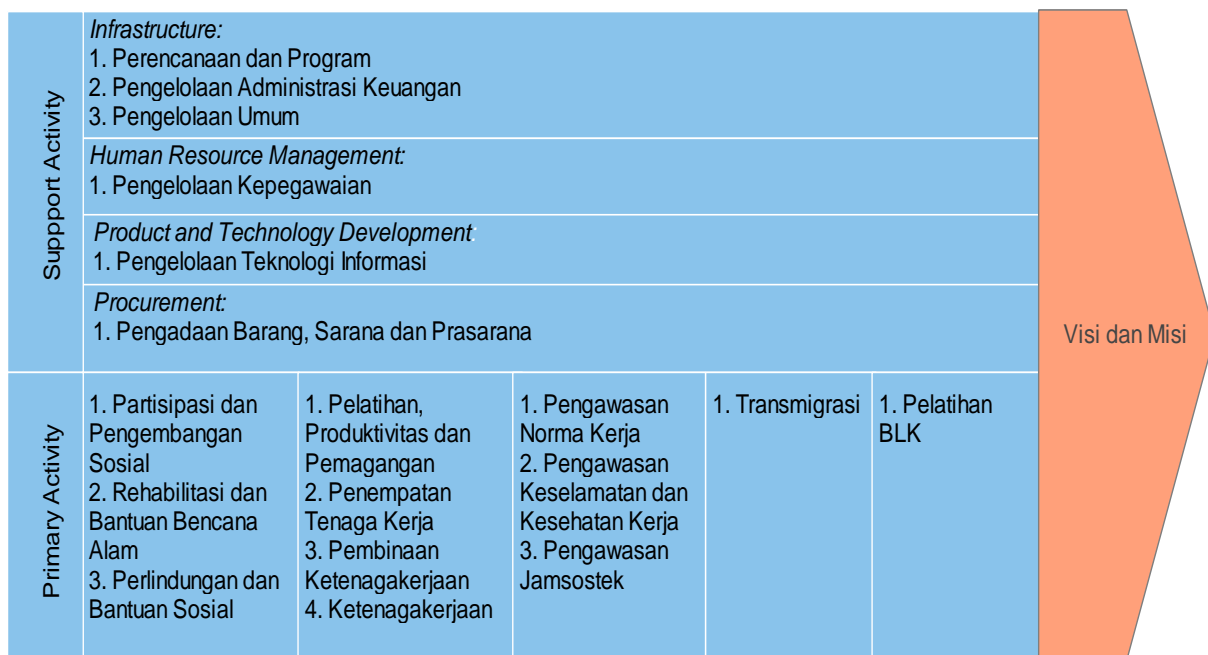 Suppport Activity
Infrastructure:
1. Perencanaan dan Program
2. Pengelolaan Administrasi Keuangan
3. Pengelolaan Umum
Human Resource Management:
1. Pengelolaan Kepegawaian
Product and Technology Development:
1. Pengelolaan Teknologi Informasi
Procurement:
1. Pengadaan Barang, Sarana dan Prasarana
Primary Activity
1. Partisipasi dan
Pengembangan
Sosial
2. Rehabilitasi dan
Bantuan Bencana
Alam
3. Perlindungan dan
Bantuan Sosial
1. Pelatihan,
Produktivitas dan
Pemagangan
2. Penempatan
Tenaga Kerja
3. Pembinaan
Ketenagakerjaan
4. Ketenagakerjaan
1. Pengawasan
Norma Kerja
2. Pengawasan
Keselamatan dan
Kesehatan Kerja
3. Pengawasan
Jamsostek
1. Transmigrasi
1. Pelatihan
BLK
Visi dan Misi